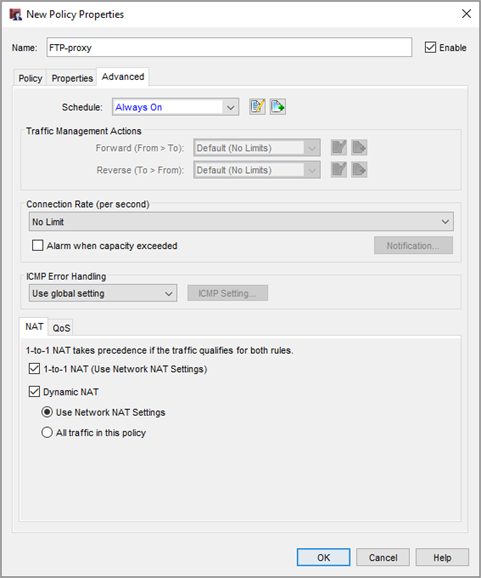 New Policy Properties
Name: FTP-proxy Enable
Policy Properties Advanced
Schedule: Always On
Traffic Management Actions
Forward (From > To): Default (No Limits)
Reverse (To > From): Default (No Limits)
Connection Rate (per second)
No Limit
Alarm when capacity exceeded Notification...
ICMP Error Handling
Use global setting ICMP Setting...
NAT QoS
1-to-1 NAT takes precedence if the traffic qualifies for both rules.
1-to-1 NAT (Use Network NAT Settings)
Dynamic NAT
Use Network NAT Settings
All traffic in this policy
OK Cancel Help